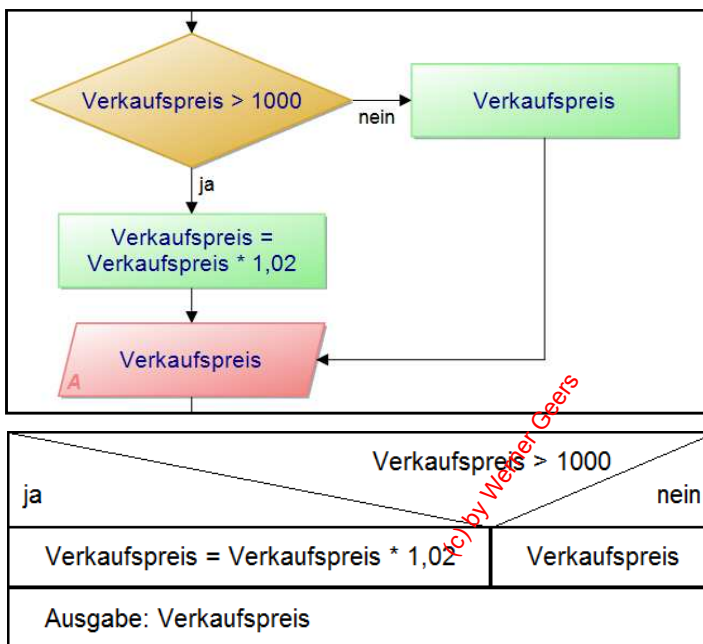 Verkaufspreis > 1000
nein
Verkaufspreis
ja
Verkaufspreis =
Verkaufspreis * 1,02
Verkaufspreis
A
(c) by Werner Geers
Verkaufspreis > 1000
ja
nein
Verkaufspreis = Verkaufspreis * 1,02
Verkaufspreis
Ausgabe: Verkaufspreis